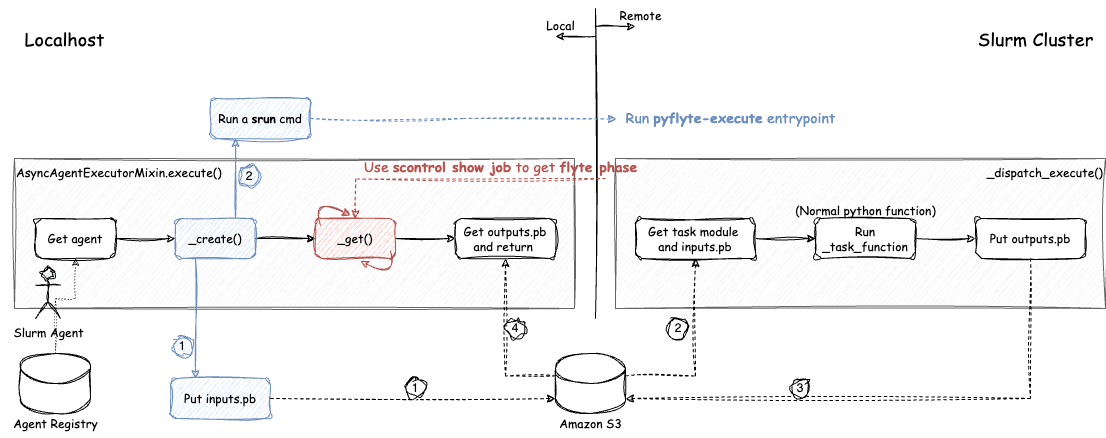 Remote
Local
Localhost
Slurm Cluster
Run a srun cmd
Run pyflyte-execute entrypoint
Use scontrol show job to get flyte phase
AsyncAgentExecutorMixin.execute()
2
_dispatch_execute()
(Normal python function)
Get agent
_create()
_get()
Get outputs.pb
and return
Get task module
and inputs.pb
Run
_task_function
Put outputs.pb
Slurm Agent
4
2
1
1
3
Put inputs.pb
Agent Registry
Amazon S3